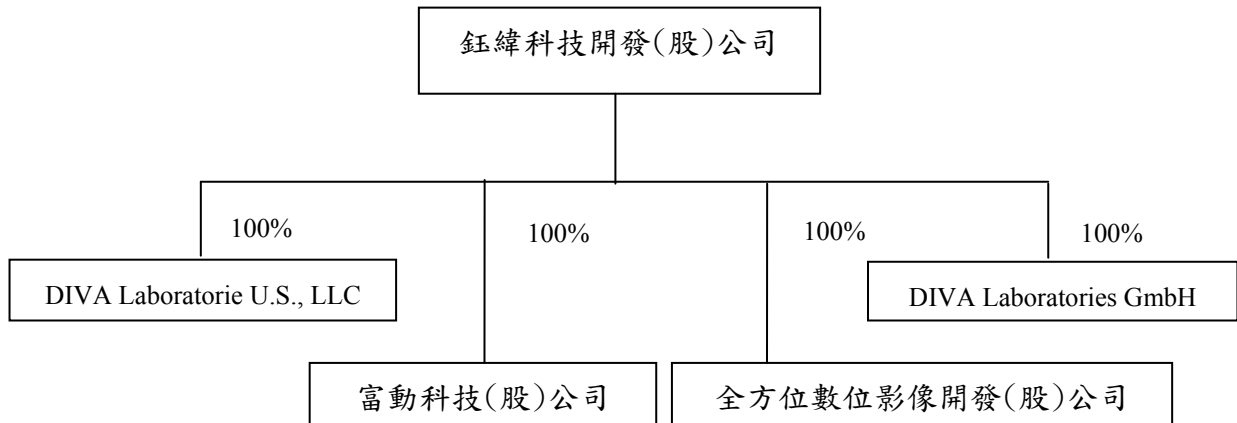 鈺緯科技開發(股)公司
100%
100%
100%
100%
DIVA Laboratorie U.S., LLC
DIVA Laboratories GmbH
富動科技(股)公司
全方位數位影像開發(股)公司